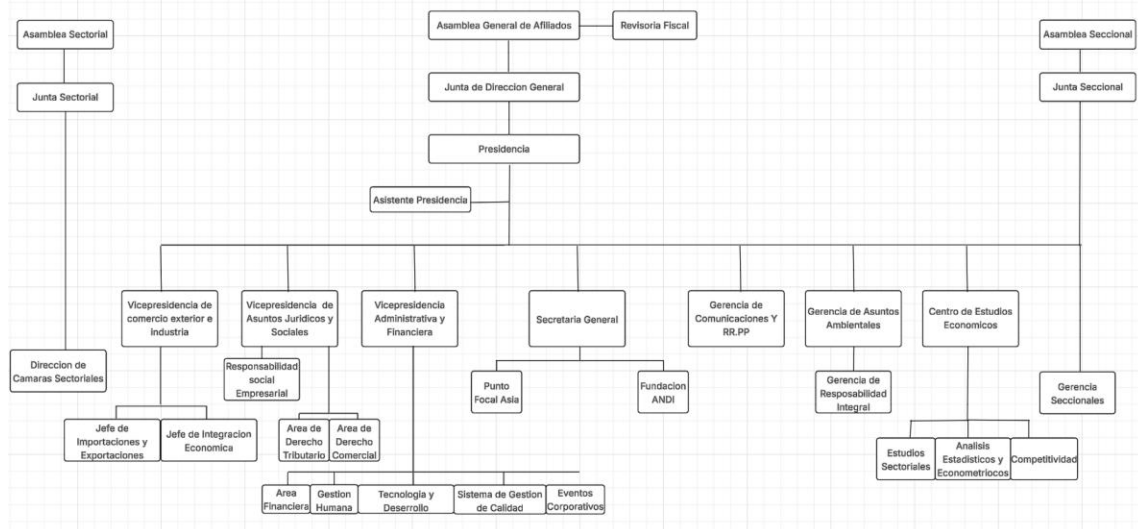 Asamblea General de Afiliados
Revisoria Fiscal
Asamblea Sectorial
Asamblea Seccional
Junta Sectorial
Junta de Direccion General
Junta Seccional
Presidencia
Asistente Presidencia
Vicepresidencia de
comercio exterior e
industria
Vicepresidencia de
Asuntos Juridicos y
Sociales
Vicepresidencia
Administrativa y
Financiera
Secretaria General
Gerencia de
Comunicaciones Y
RR.PP
Gerencia de Asuntos
Ambientales
Centro de Estudios
Economicos
Direccion de
Camaras Sectoriales
Responsabilidad
social
Empresarial
Punto
Focal Asia
Fundacion
ANDI
Gerencia de
Resposabilidad
Integral
Gerencia
Seccionales
Jefe de
Importaciones y
Exportaciones
Jefe de Integracion
Economica
Area de
Derecho
Tributario
Area de
Derecho
Comercial
Estudios
Sectoriales
Analisis
Estadisticos y
Econometriocos
Competitividad
Area
Financiera
Gestion
Humana
Tecnologia y
Desarrollo
Sistema de Gestion
de Calidad
Eventos
Corporativos